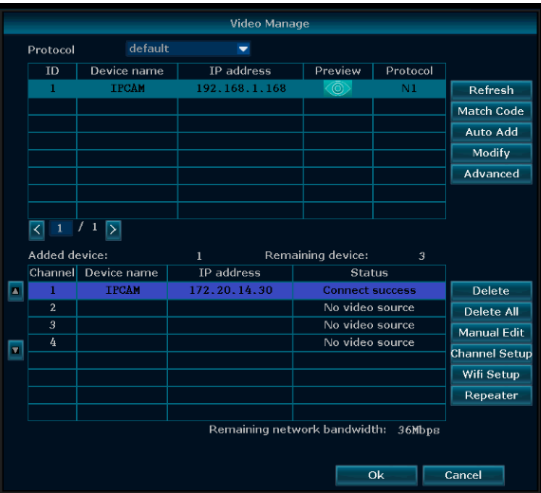 Video Manage
Protocol default
ID Device name IP address Preview Protocol
1 IPCAM 192.168.1.168 N1
Refresh
Match Code
Auto Add
Modify
Advanced
< 1 / 1 >
Added device: 1 Remaining device: 3
Channel Device name IP address Status
1 IPCAM 172.20.14.30 Connect success
2 No video source
3 No video source
4 No video source
Delete
Delete All
Manual Edit
Channel Setup
Wifi Setup
Repeater
Remaining network bandwidth: 36Mbps
Ok Cancel